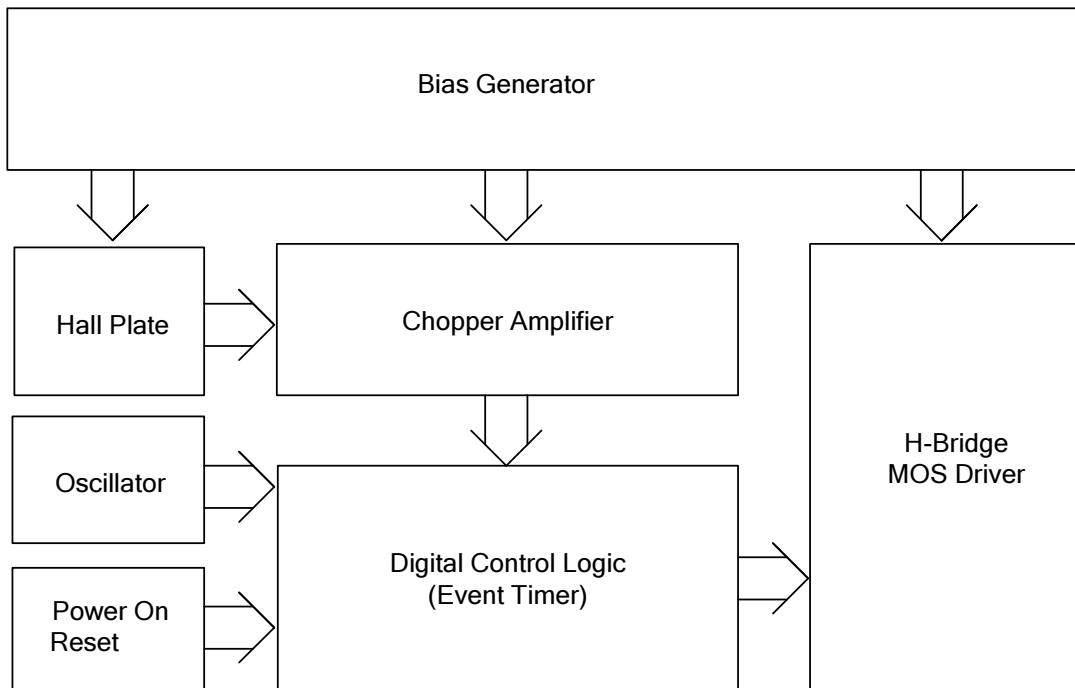 Bias Generator
Hall Plate
Chopper Amplifier
H-Bridge
MOS Driver
Oscillator
Digital Control Logic
(Event Timer)
Power On
Reset